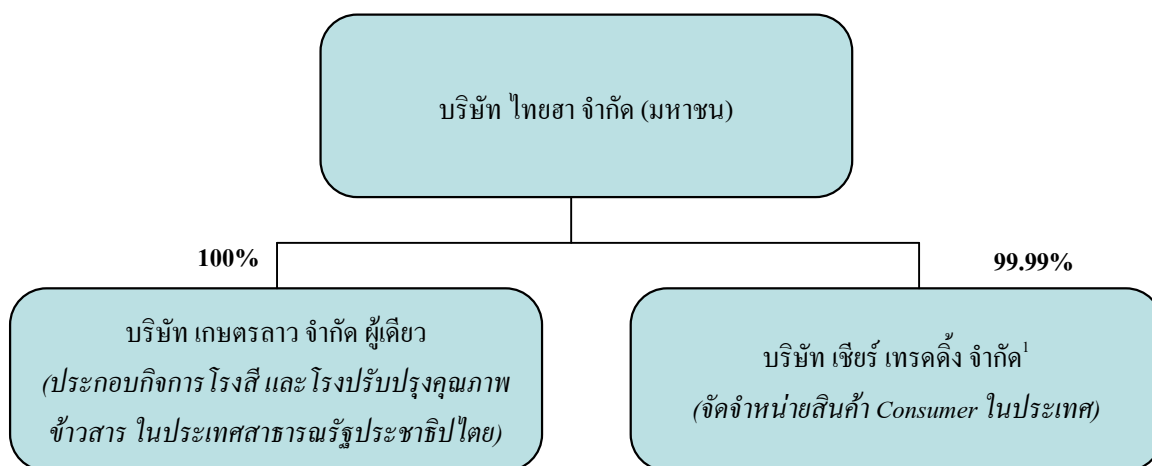 บริษัท ไทยฮา จำกัด (มหาชน)
100%
99.99%
บริษัท เกษตรลาว จำกัด ผู้เดียว
(ประกอบกิจการโรงสี และโรงปรับปรุงคุณภาพ
ข้าวสาร ในประเทศสาธารณรัฐประชาธิปไตย)
บริษัท เชียร์ เทรดดิ้ง จำกัด¹
(จัดจำหน่ายสินค้า Consumer ในประเทศ)